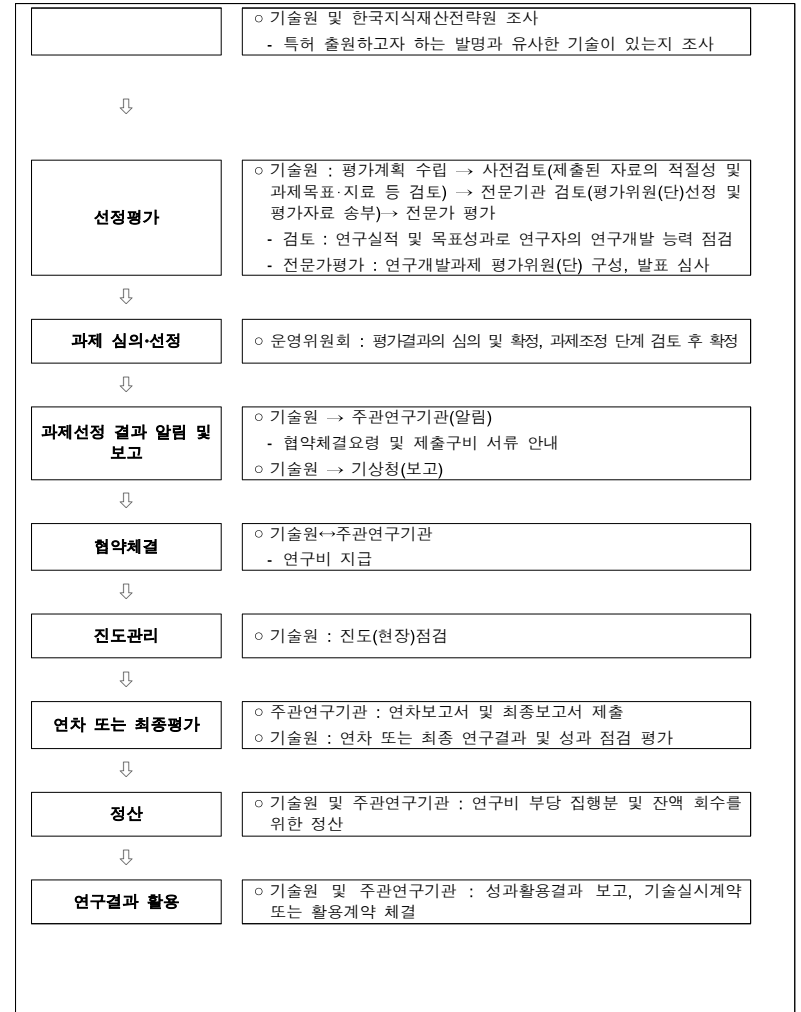 ○ 기술원 및 한국지식재산전략원 조사
- 특허 출원하고자 하는 발명과 유사한 기술이 있는지 조사
⇩
선정평가
○ 기술원 : 평가계획 수립 → 사전검토(제출된 자료의 적절성 및
과제목표·지료 등 검토) → 전문기관 검토(평가위원(단)선정 및
평가자료 송부)→ 전문가 평가
- 검토 : 연구실적 및 목표성과로 연구자의 연구개발 능력 점검
- 전문가평가 : 연구개발과제 평가위원(단) 구성, 발표 심사
⇩
과제 심의·선정
○ 운영위원회 : 평가결과의 심의 및 확정, 과제조정 단계 검토 후 확정
⇩
과제선정 결과 알림 및
보고
○ 기술원 → 주관연구기관(알림)
- 협약체결요령 및 제출구비 서류 안내
○ 기술원 → 기상청(보고)
⇩
협약체결
○ 기술원↔주관연구기관
- 연구비 지급
⇩
진도관리
○ 기술원 : 진도(현장)점검
⇩
연차 또는 최종평가
○ 주관연구기관 : 연차보고서 및 최종보고서 제출
○ 기술원 : 연차 또는 최종 연구결과 및 성과 점검 평가
⇩
정산
○ 기술원 및 주관연구기관 : 연구비 부당 집행분 및 잔액 회수를
위한 정산
⇩
연구결과 활용
○ 기술원 및 주관연구기관 : 성과활용결과 보고, 기술실시계약
또는 활용계약 체결